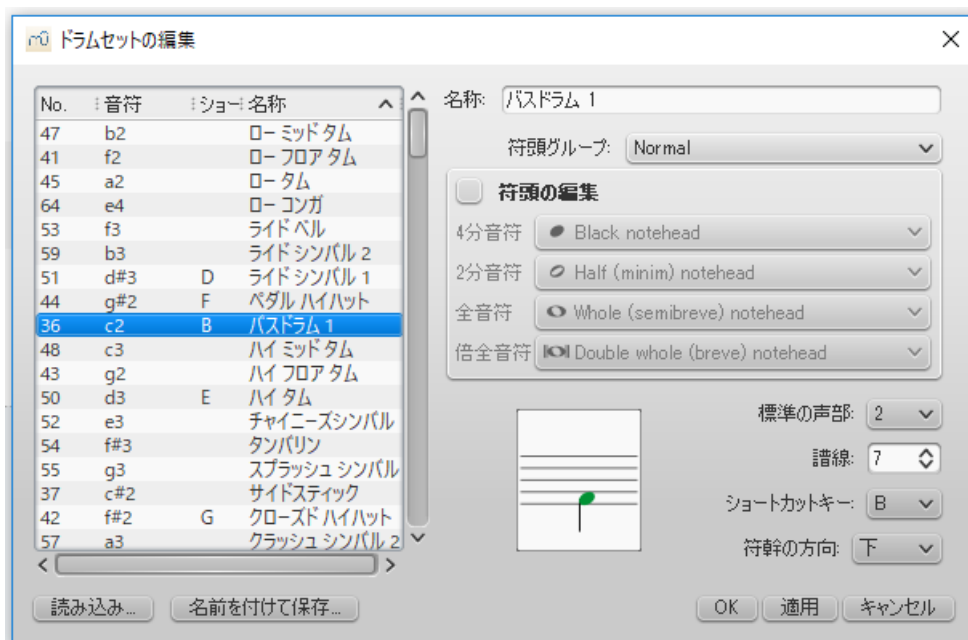 ドラムセットの編集
No. 音符 ショー 名称
47 b2 ロー ミッド タム
41 f2 ロー フロア タム
45 a2 ロー タム
64 e4 ロー コンガ
53 f3 ライド ベル
59 b3 ライド シンバル 2
51 d#3 D ライド シンバル 1
44 g#2 F ペダル ハイハット
36 c2 B バスドラム 1
48 c3 ハイ ミッド タム
43 g2 ハイ フロア タム
50 d3 E ハイ タム
52 e3 チャイニーズシンバル
54 f#3 タンバリン
55 g3 スプラッシュ シンバル
37 c#2 サイドスティック
42 f#2 G クローズド ハイハット
57 a3 クラッシュ シンバル 2
読み込み... 名前を付けて保存...
名称: バスドラム 1
符頭グループ: Normal
符頭の編集
4分音符 Black notehead
2分音符 Half (minim) notehead
全音符 Whole (semibreve) notehead
倍全音符 Double whole (breve) notehead
標準の声部: 2
譜線: 7
ショートカットキー: B
符幹の方向: 下
OK 適用 キャンセル